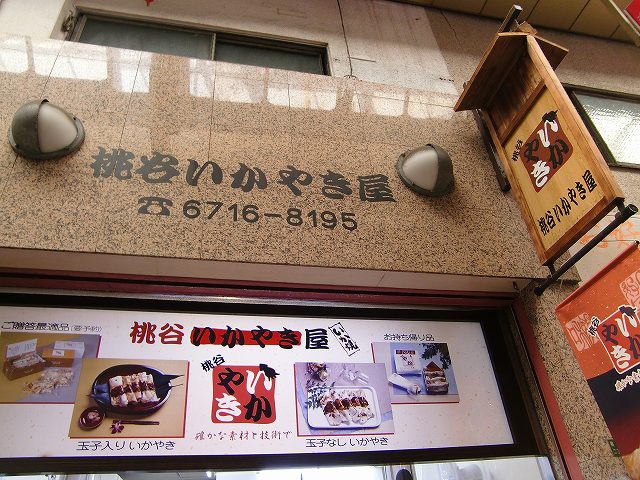 桃谷いかやき屋
☎6716-8195
桃谷
いか
やき
桃谷いかやき屋
ご贈答最適品(要予約)
桃谷いかやき屋
いか焼
お持ち帰り品
桃谷
いか
やき
確かな素材と技術で
玉子入り いかやき
玉子なし いかやき
桃谷